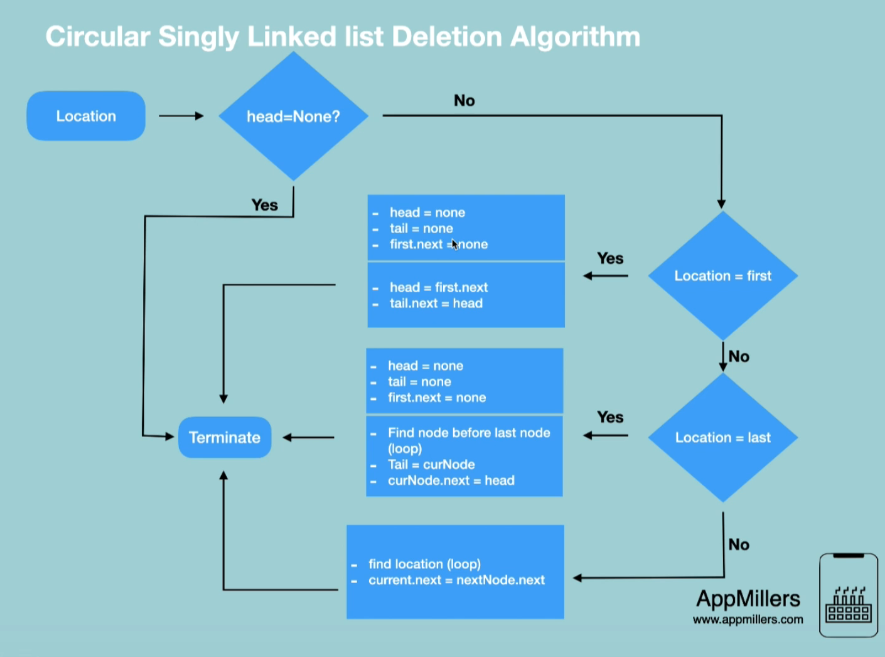 Circular Singly Linked list Deletion Algorithm
Location
head=None?
No
Yes
- head = none
- tail = none
- first.next = none
- head = first.next
- tail.next = head
Yes
Location = first
No
- head = none
- tail = none
- first.next = none
- Find node before last node
(loop)
- Tail = curNode
- curNode.next = head
Terminate
Yes
Location = last
No
- find location (loop)
- current.next = nextNode.next
AppMillers
www.appmillers.com